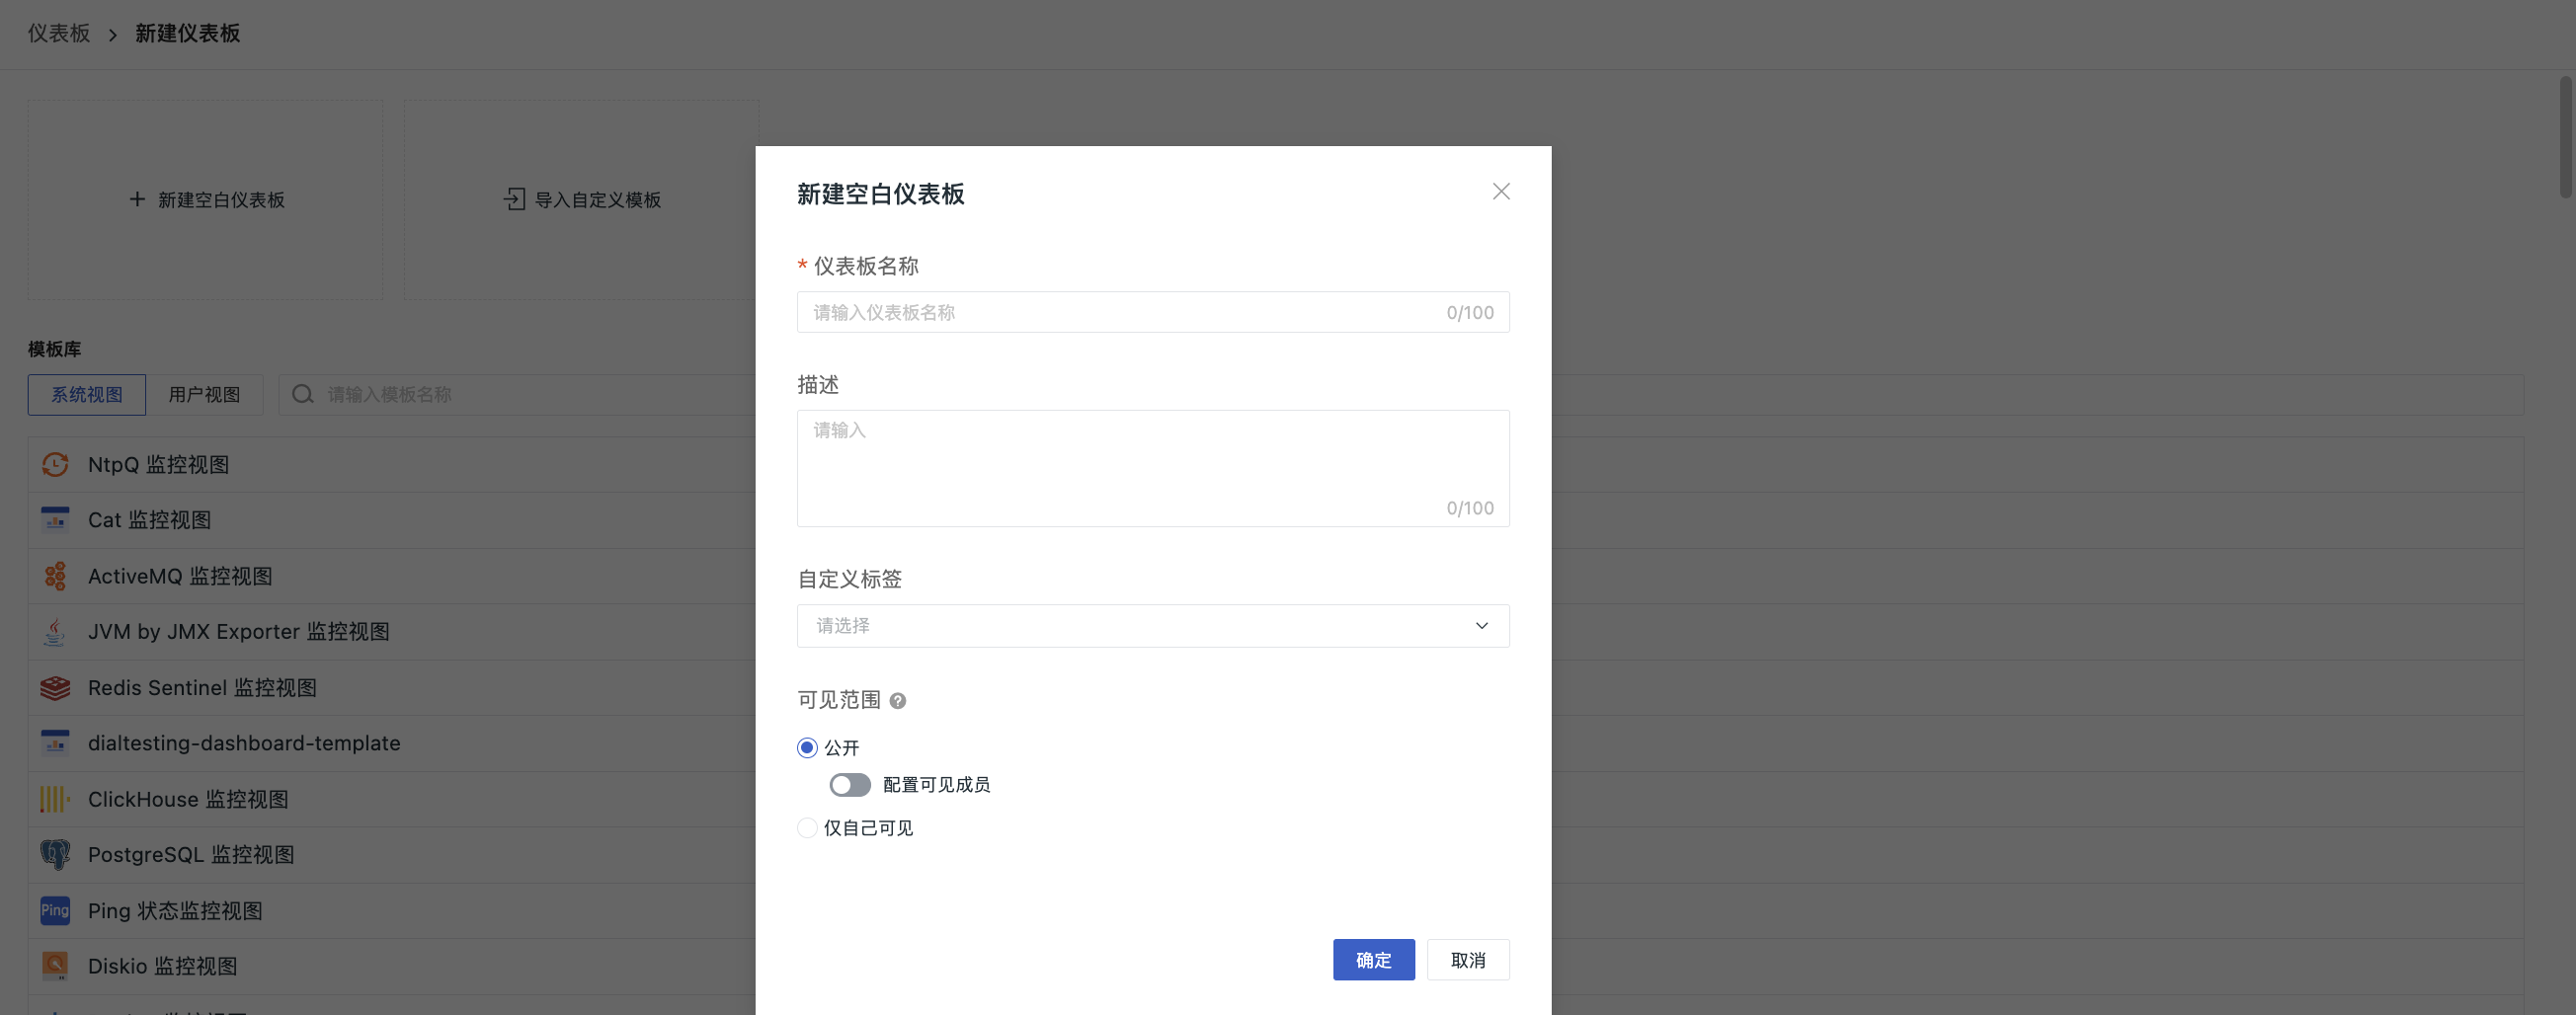 仪表板 > 新建仪表板
新建空白仪表板
导入自定义模板
模板库
系统视图 用户视图 请输入模板名称
NtpQ 监控视图
Cat 监控视图
ActiveMQ 监控视图
JVM by JMX Exporter 监控视图
Redis Sentinel 监控视图
dialtesting-dashboard-template
ClickHouse 监控视图
PostgreSQL 监控视图
Ping Ping 状态监控视图
Diskio 监控视图
新建空白仪表板
* 仪表板名称
请输入仪表板名称 0/100
描述
请输入
0/100
自定义标签
请选择
可见范围 ?
公开
配置可见成员
仅自己可见
确定 取消